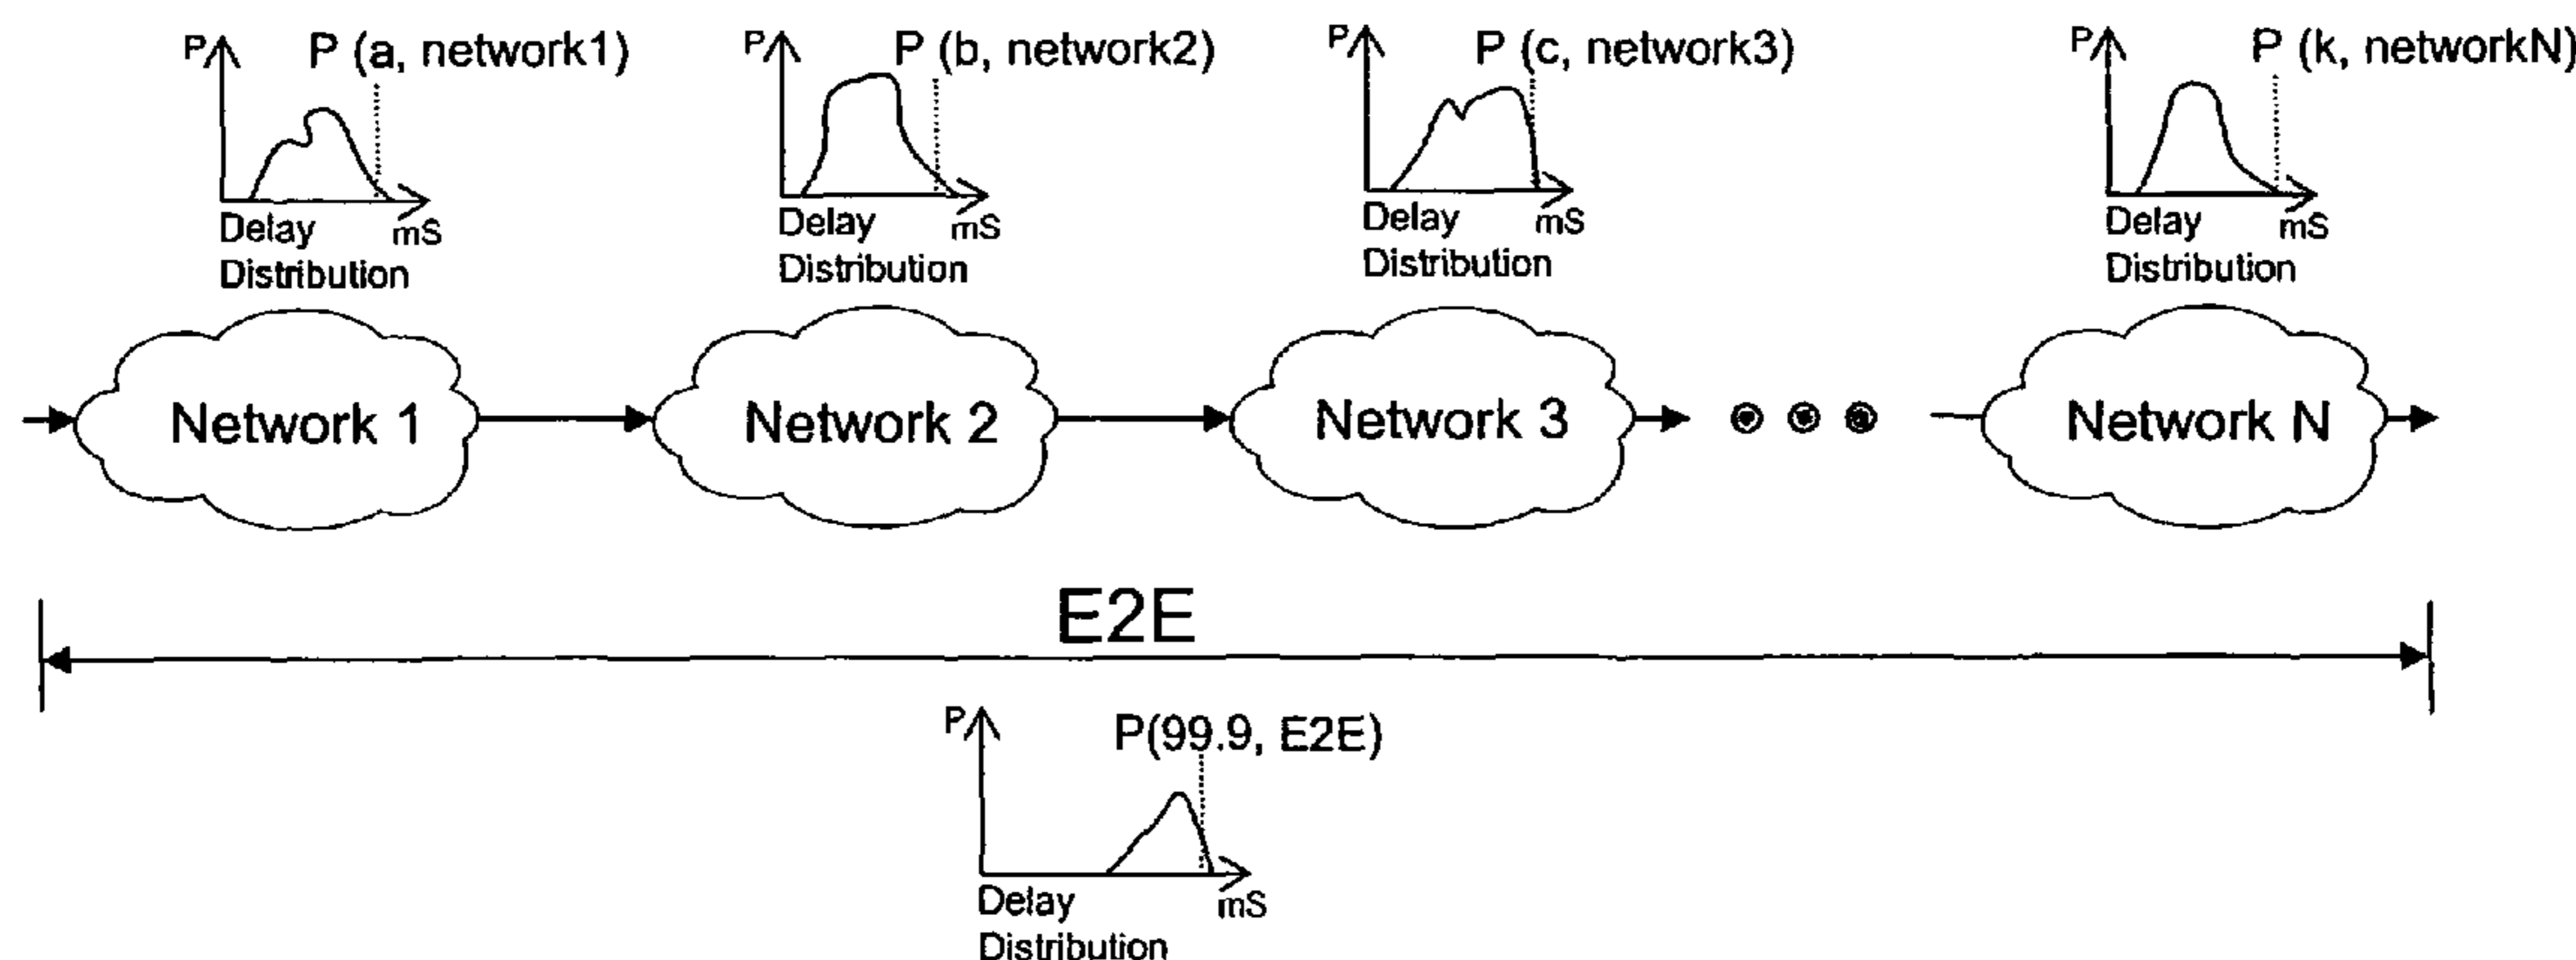 P P (a, network1)
Delay mS
Distribution
P P (b, network2)
Delay mS
Distribution
P P (c, network3)
Delay mS
Distribution
P P (k, networkN)
Delay mS
Distribution
Network 1
Network 2
Network 3
Network N
E2E
P P(99.9, E2E)
Delay mS
Distribution